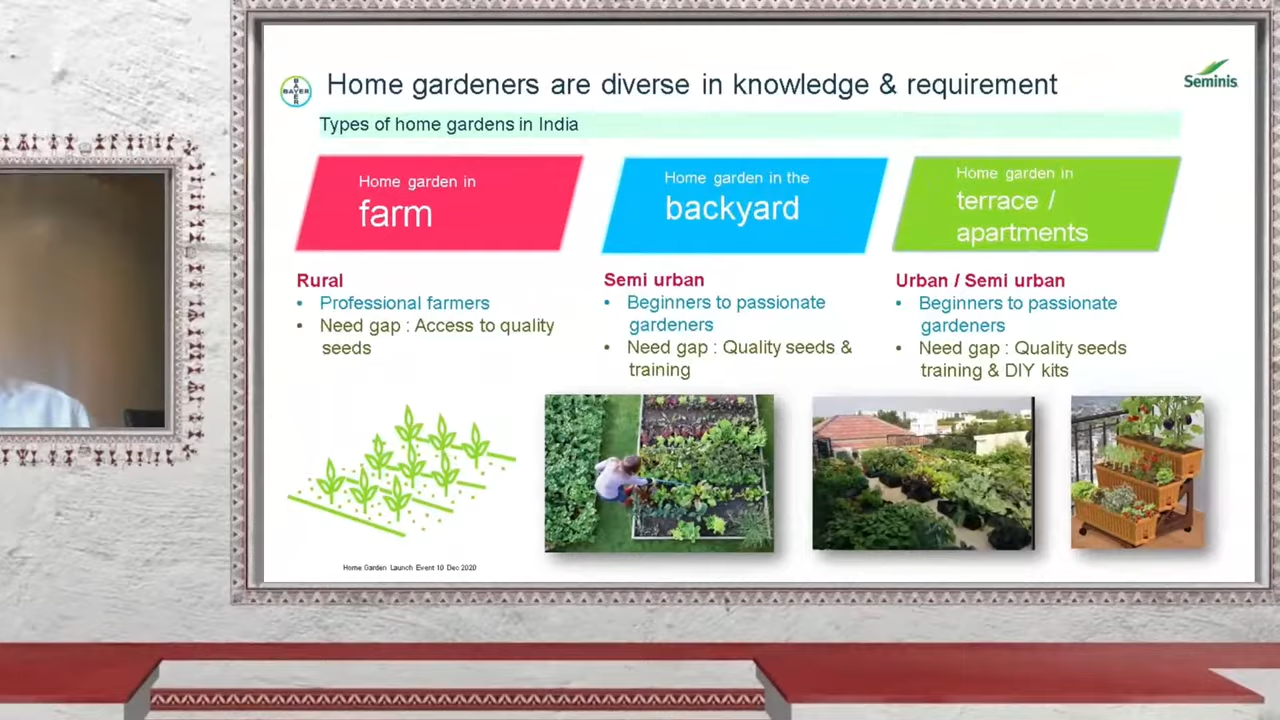 Home gardeners are diverse in knowledge & requirement
BAYER
BAYER
Seminis
Types of home gardens in India
Home garden in
farm
Home garden in the
backyard
Home garden in
terrace /
apartments
Rural
• Professional farmers
• Need gap : Access to quality
seeds
Semi urban
• Beginners to passionate
gardeners
• Need gap : Quality seeds &
training
Urban / Semi urban
• Beginners to passionate
gardeners
• Need gap : Quality seeds
training & DIY kits
Home Garden Launch Event 10 Dec 2020